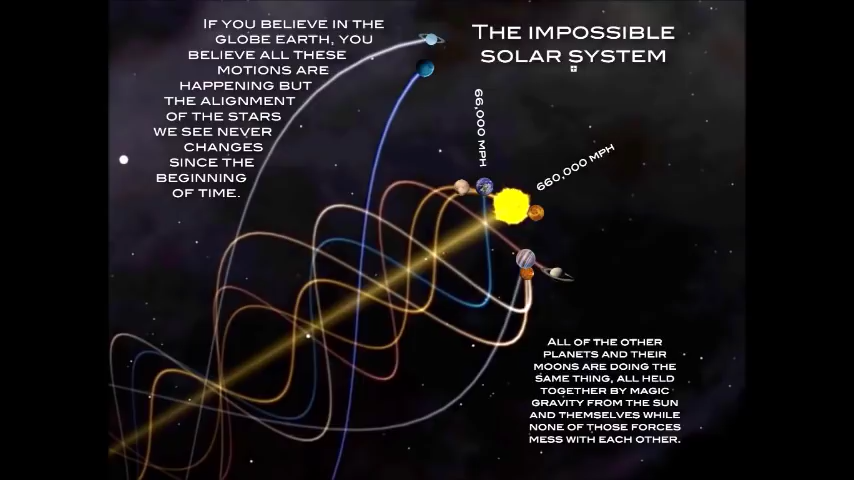 IF YOU BELIEVE IN THE
GLOBE EARTH, YOU
BELIEVE ALL THESE
MOTIONS ARE
HAPPENING BUT
THE ALIGNMENT
OF THE STARS
WE SEE NEVER
CHANGES
SINCE THE
BEGINNING
OF TIME.
THE IMPOSSIBLE
SOLAR SYSTEM
66,000 MPH
660,000 MPH
ALL OF THE OTHER
PLANETS AND THEIR
MOONS ARE DOING THE
SAME THING, ALL HELD
TOGETHER BY MAGIC
GRAVITY FROM THE SUN
AND THEMSELVES WHILE
NONE OF THOSE FORCES
MESS WITH EACH OTHER.